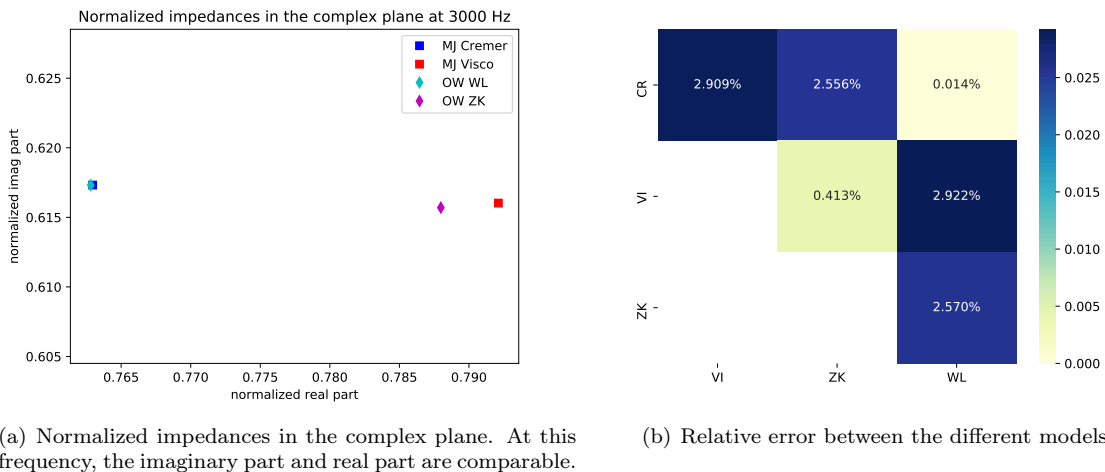 Normalized impedances in the complex plane at 3000 Hz
MJ Cremer
MJ Visco
OW WL
OW ZK
normalized imag part
0.625
0.620
0.615
0.610
0.605
0.765 0.770 0.775 0.780 0.785 0.790
normalized real part
(a) Normalized impedances in the complex plane. At this
frequency, the imaginary part and real part are comparable.
CR
VI
ZK
2.909% 2.556% 0.014%
0.413% 2.922%
2.570%
VI ZK WL
0.025
0.020
0.015
0.010
0.005
0.000
(b) Relative error between the different models